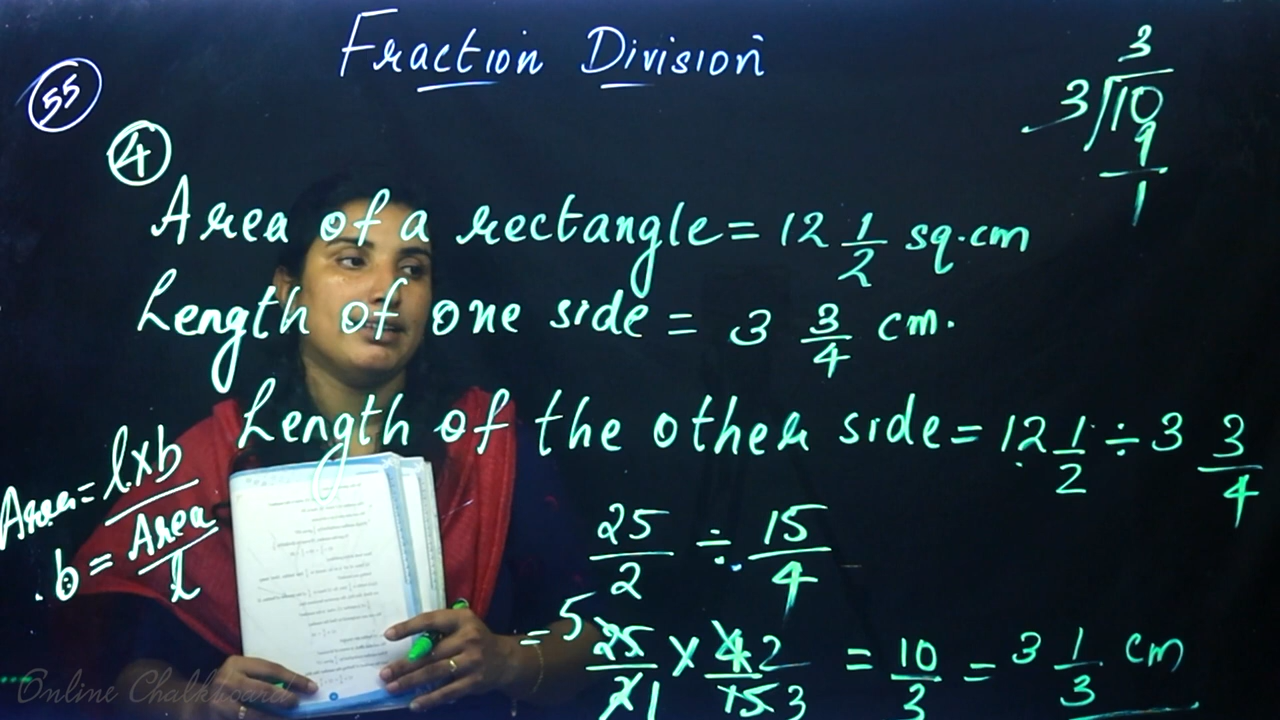 Fraction Division
55
4
Area of a rectangle = 12 1/2 sq.cm
Length of one side = 3 3/4 cm.
Length of the other side = 12 1/2 ÷ 3 3/4
Area = l×b
b = Area/l
25/2 ÷ 15/4
= 5 25/2 1 × 4 2/15 3 = 10/3 = 3 1/3 cm
3
3)10
9
1
Online Chalkboard